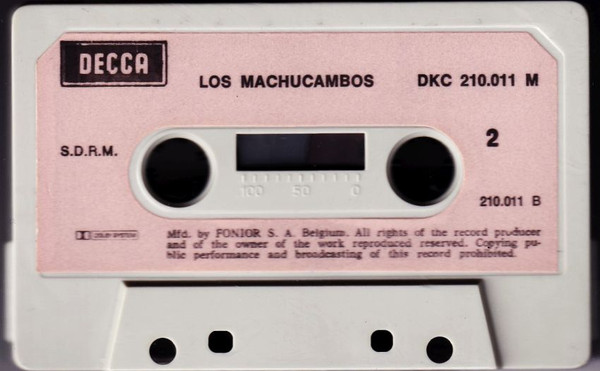 DECCA
LOS MACHUCAMBOS
DKC 210.011 M
S.D.R.M.
2
100 50 0
210.011 B
DOLBY SYSTEM
Mfd. by FONIOR S. A. Belgium. All rights of the record producer
and of the owner of the work reproduced reserved. Copying pu-
blic performance and broadcasting of this record prohibited.